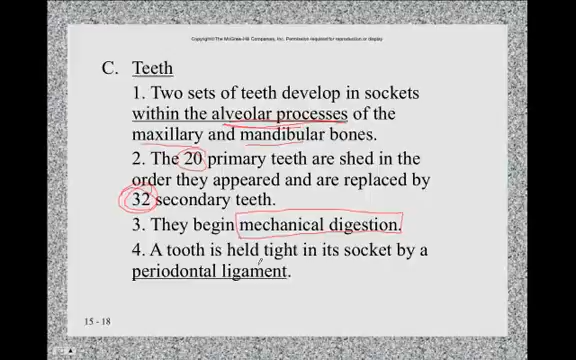 Copyright©The McGraw-Hill Companies, Inc. Permission required for reproduction or display
C. Teeth
1. Two sets of teeth develop in sockets
within the alveolar processes of the
maxillary and mandibular bones.
2. The 20 primary teeth are shed in the
order they appeared and are replaced by
32 secondary teeth.
3. They begin mechanical digestion.
4. A tooth is held tight in its socket by a
periodontal ligament.
15 - 18